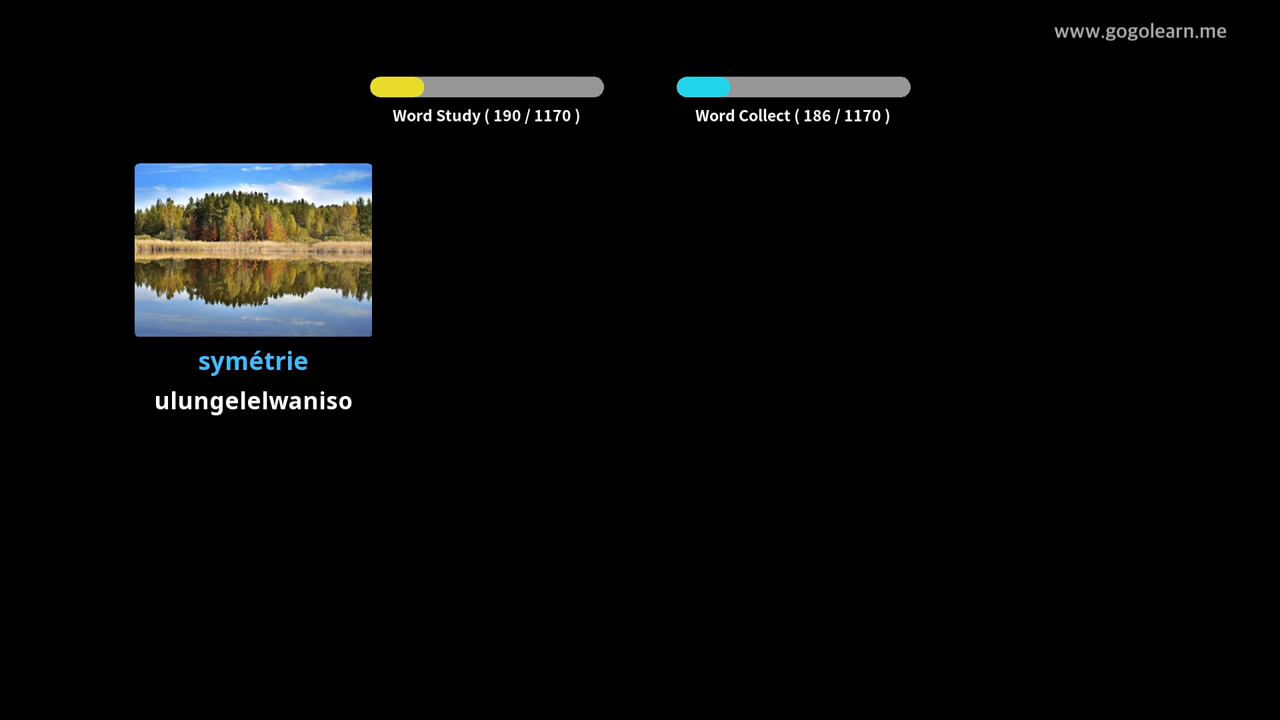 www.gogolearn.me
Word Study ( 190 / 1170 )
Word Collect ( 186 / 1170 )
symétrie
ulungelelwaniso